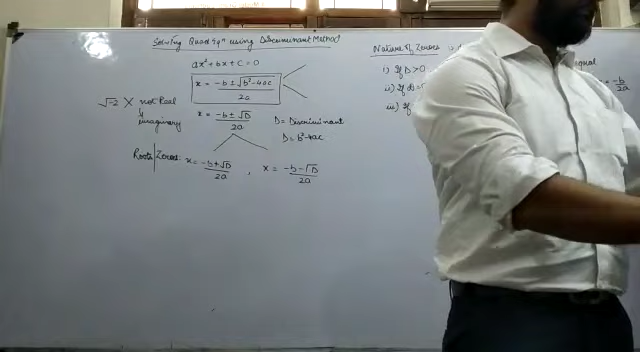 Solving Quad Eqn using Discriminant Method
ax² + bx + c = 0
x = -b ± √b² - 4ac / 2a
√-2 X not Real
imaginary
x = -b ± √D / 2a
D = Discriminant
D = b² - 4ac
Roots | Zeroes x = -b + √D / 2a , x = -b - √D / 2a
Nature of Zeroes
i) If D > 0
qual
ii) If
-b / 2a
iii) If